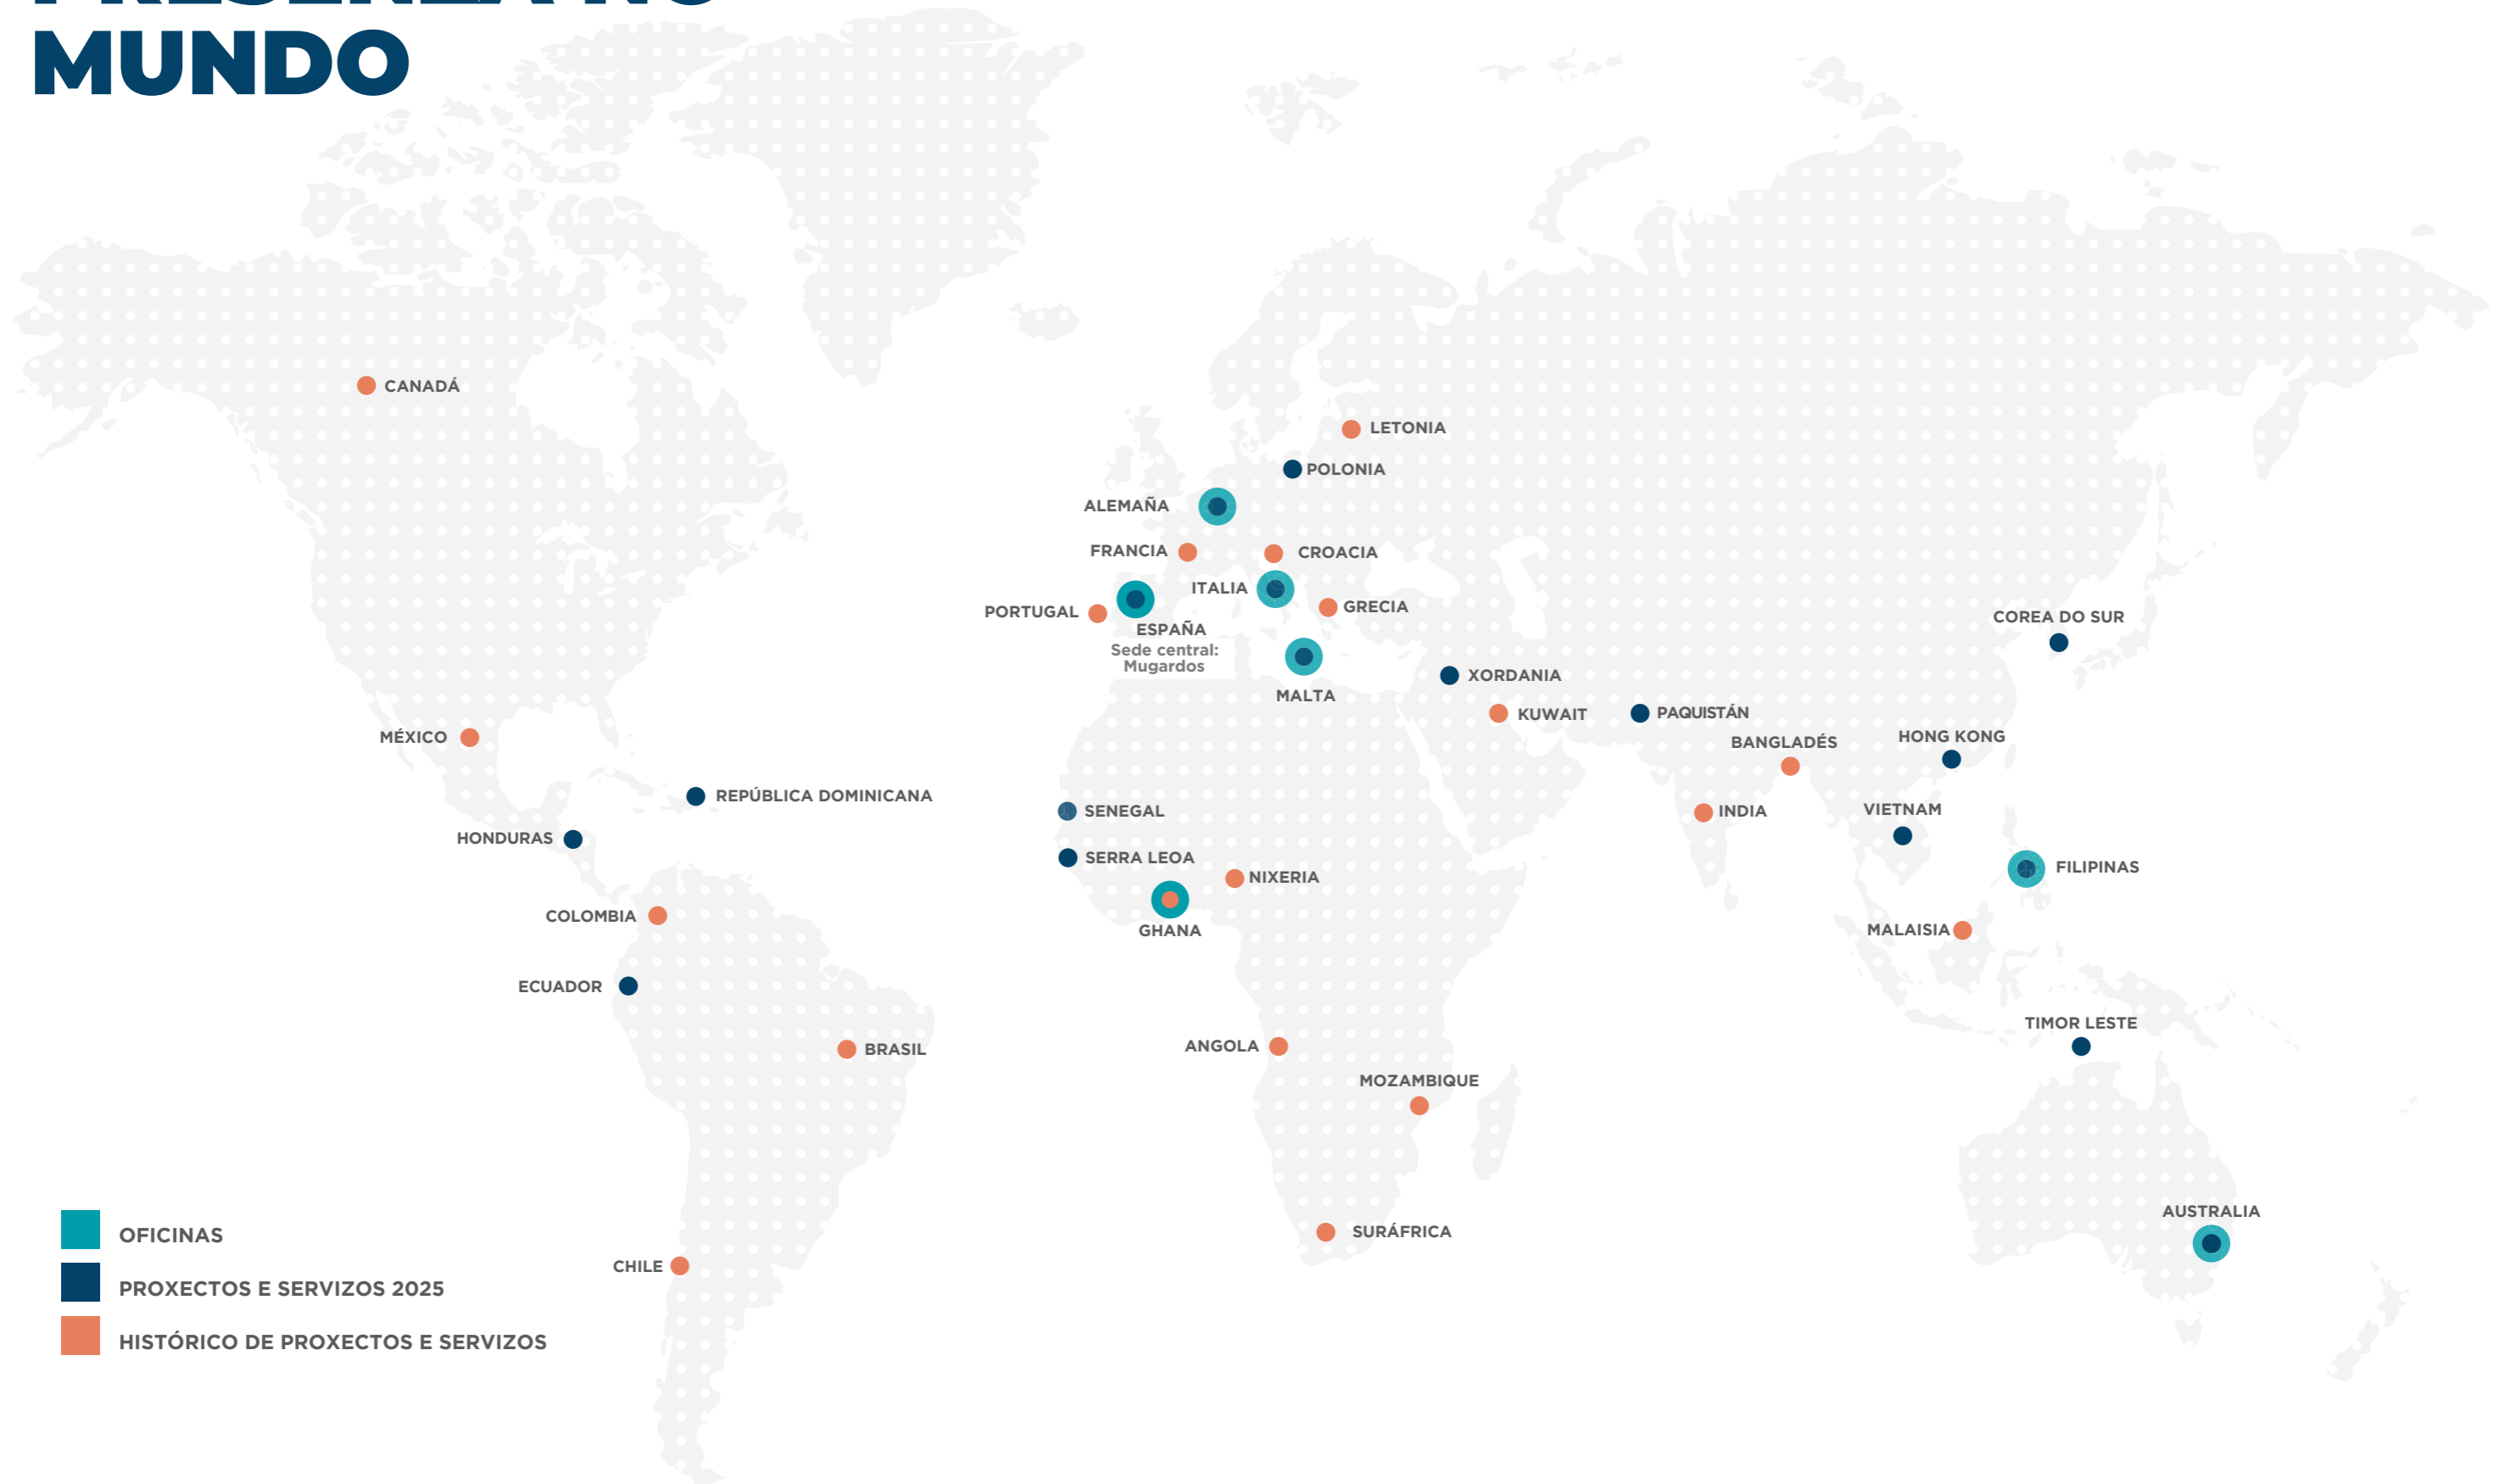 PRESENZA NO
MUNDO
CANADÁ
LETONIA
POLONIA
ALEMAÑA
FRANCIA
CROACIA
ITALIA
GRECIA
PORTUGAL
ESPAÑA
Sede central:
Mugardos
MALTA
COREA DO SUR
XORDANIA
KUWAIT
PAQUISTÁN
BANGLADÉS
HONG KONG
MÉXICO
REPÚBLICA DOMINICANA
HONDURAS
SENEGAL
SERRA LEOA
NIXERIA
GHANA
INDIA
VIETNAM
FILIPINAS
MALAISIA
COLOMBIA
ECUADOR
BRASIL
ANGOLA
MOZAMBIQUE
TIMOR LESTE
SURÁFRICA
AUSTRALIA
CHILE
OFICINAS
PROXECTOS E SERVIZOS 2025
HISTÓRICO DE PROXECTOS E SERVIZOS